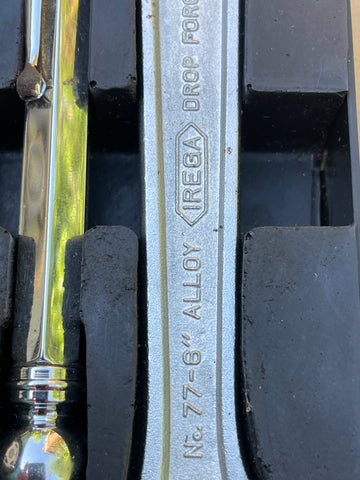 No. 77-6" ALLOY IREGA DROP FORG